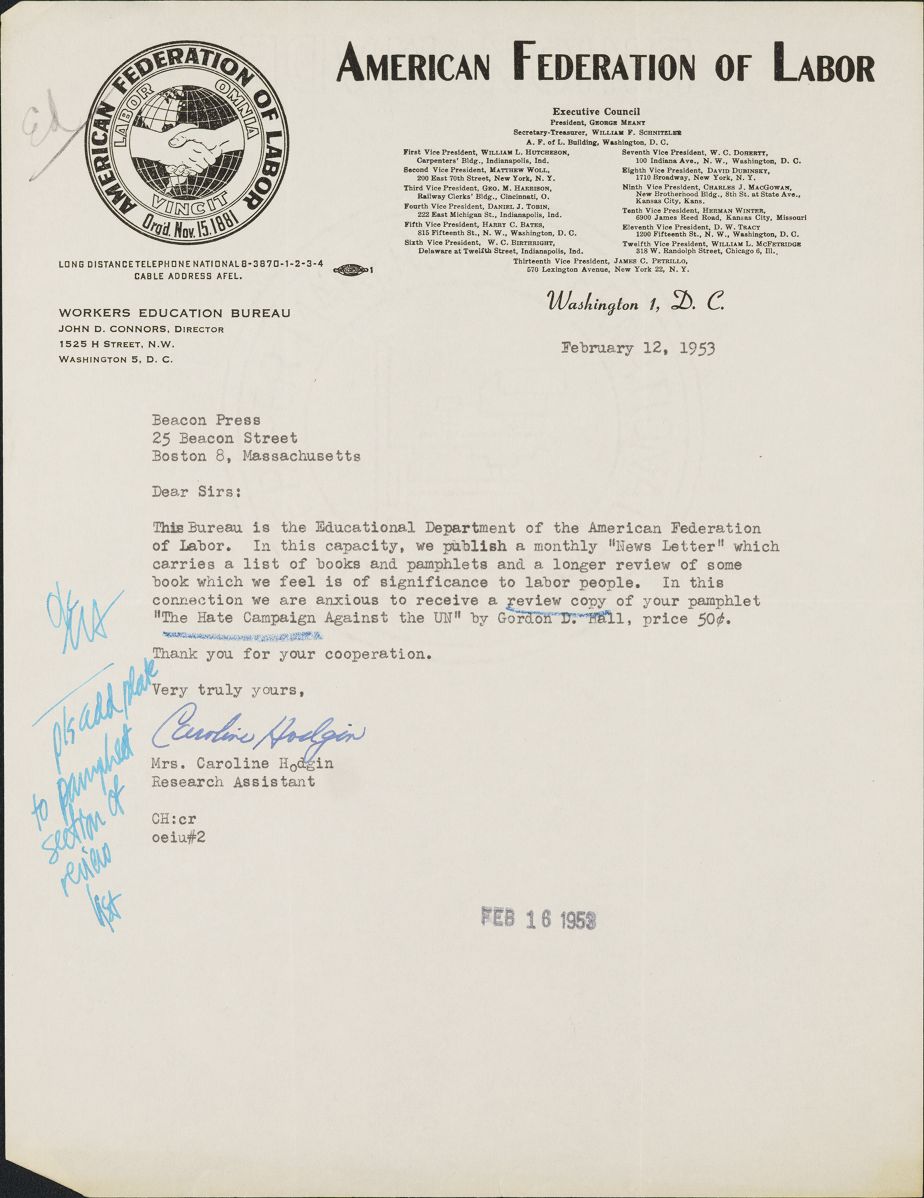 AMERICAN FEDERATION OF LABOR
AMERICAN FEDERATION OF LABOR
LABOR OMNIA VINCIT
Orgd. Nov. 15. 1881
Executive Council
President, GEORGE MEANY
Secretary-Treasurer, WILLIAM F. SCHNITZLER
A. F. of L. Building, Washington, D. C.
First Vice President, WILLIAM L. HUTCHESON,
Carpenters' Bldg., Indianapolis, Ind.
Second Vice President, MATTHEW WOLL,
200 East 70th Street, New York, N. Y.
Third Vice President, GEO. M. HARRISON,
Railway Clerks' Bldg., Cincinnati, O.
Fourth Vice President, DANIEL J. TOBIN,
222 East Michigan St., Indianapolis, Ind.
Fifth Vice President, HARRY C. BATES,
815 Fifteenth St., N. W., Washington, D. C.
Sixth Vice President, W. C. BIRTHRIGHT,
Delaware at Twelfth Street, Indianapolis, Ind.
Seventh Vice President, W. C. DOHERTY,
100 Indiana Ave., N. W., Washington, D. C.
Eighth Vice President, DAVID DUBINSKY,
1710 Broadway, New York, N. Y.
Ninth Vice President, CHARLES J. MACGOWAN,
New Brotherhood Bldg., 8th St. at State Ave.,
Kansas City, Kans.
Tenth Vice President, HERMAN WINTER,
6900 James Reed Road, Kansas City, Missouri
Eleventh Vice President, D. W. TRACY
1200 Fifteenth St., N. W., Washington, D. C.
Twelfth Vice President, WILLIAM L. MCFETRIDGE
318 W. Randolph Street, Chicago 6, Ill.
Thirteenth Vice President, JAMES C. PETRILLO,
570 Lexington Avenue, New York 22, N. Y.
LONG DISTANCE TELEPHONE NATIONAL 8-3870-1-2-3-4
CABLE ADDRESS AFEL.
Washington 1, D. C.
WORKERS EDUCATION BUREAU
JOHN D. CONNORS, DIRECTOR
1525 H STREET, N.W.
WASHINGTON 5, D. C.
February 12, 1953
Beacon Press
25 Beacon Street
Boston 8, Massachusetts
Dear Sirs:
This Bureau is the Educational Department of the American Federation
of Labor. In this capacity, we publish a monthly "News Letter" which
carries a list of books and pamphlets and a longer review of some
book which we feel is of significance to labor people. In this
connection we are anxious to receive a review copy of your pamphlet
"The Hate Campaign Against the UN" by Gordon D. Hall, price 50¢.
Thank you for your cooperation.
Very truly yours,
Caroline Hodgin
Mrs. Caroline Hodgin
Research Assistant
CH:cr
oeiu#2
pls add plate
to pamphlet
section of
review
list
FEB 16 1953